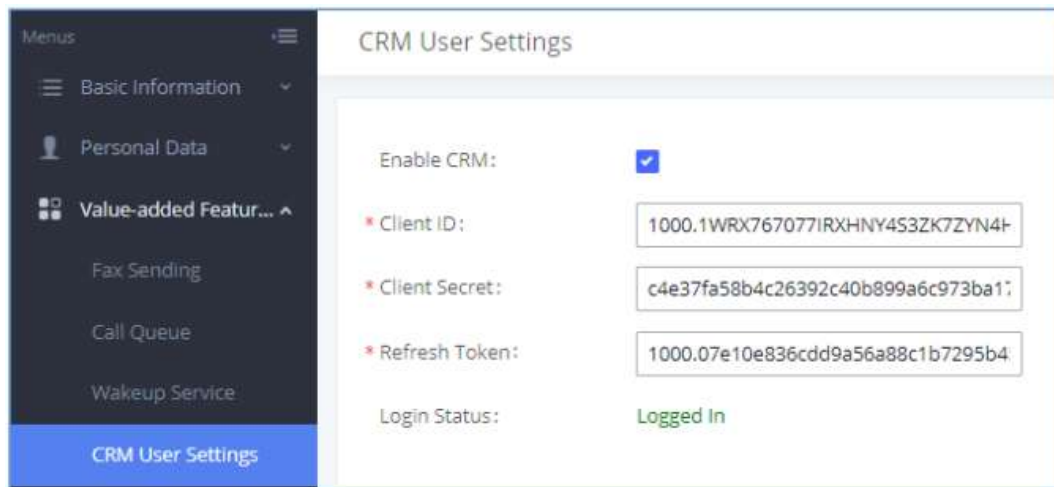 Menus
Basic Information
Personal Data
Value-added Featur...
Fax Sending
Call Queue
Wakeup Service
CRM User Settings
CRM User Settings
Enable CRM:
* Client ID: 1000.1WRX767077IRXHNY4S3ZK7ZYN4H
* Client Secret: c4e37fa58b4c26392c40b899a6c973ba17
* Refresh Token: 1000.07e10e836cdd9a56a88c1b7295b4
Login Status: Logged In